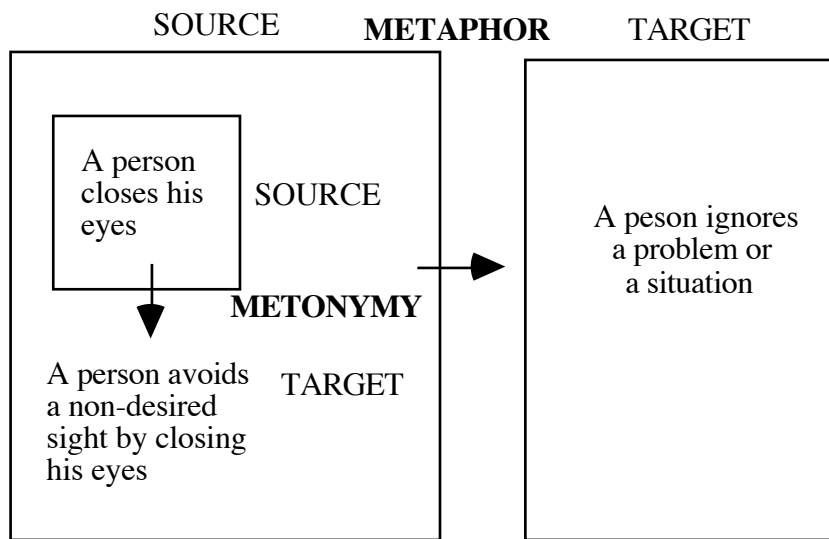 SOURCE METAPHOR TARGET
A person
closes his
eyes
SOURCE
METONYMY
A person avoids
a non-desired
sight by closing
his eyes
TARGET
A peson ignores
a problem or
a situation